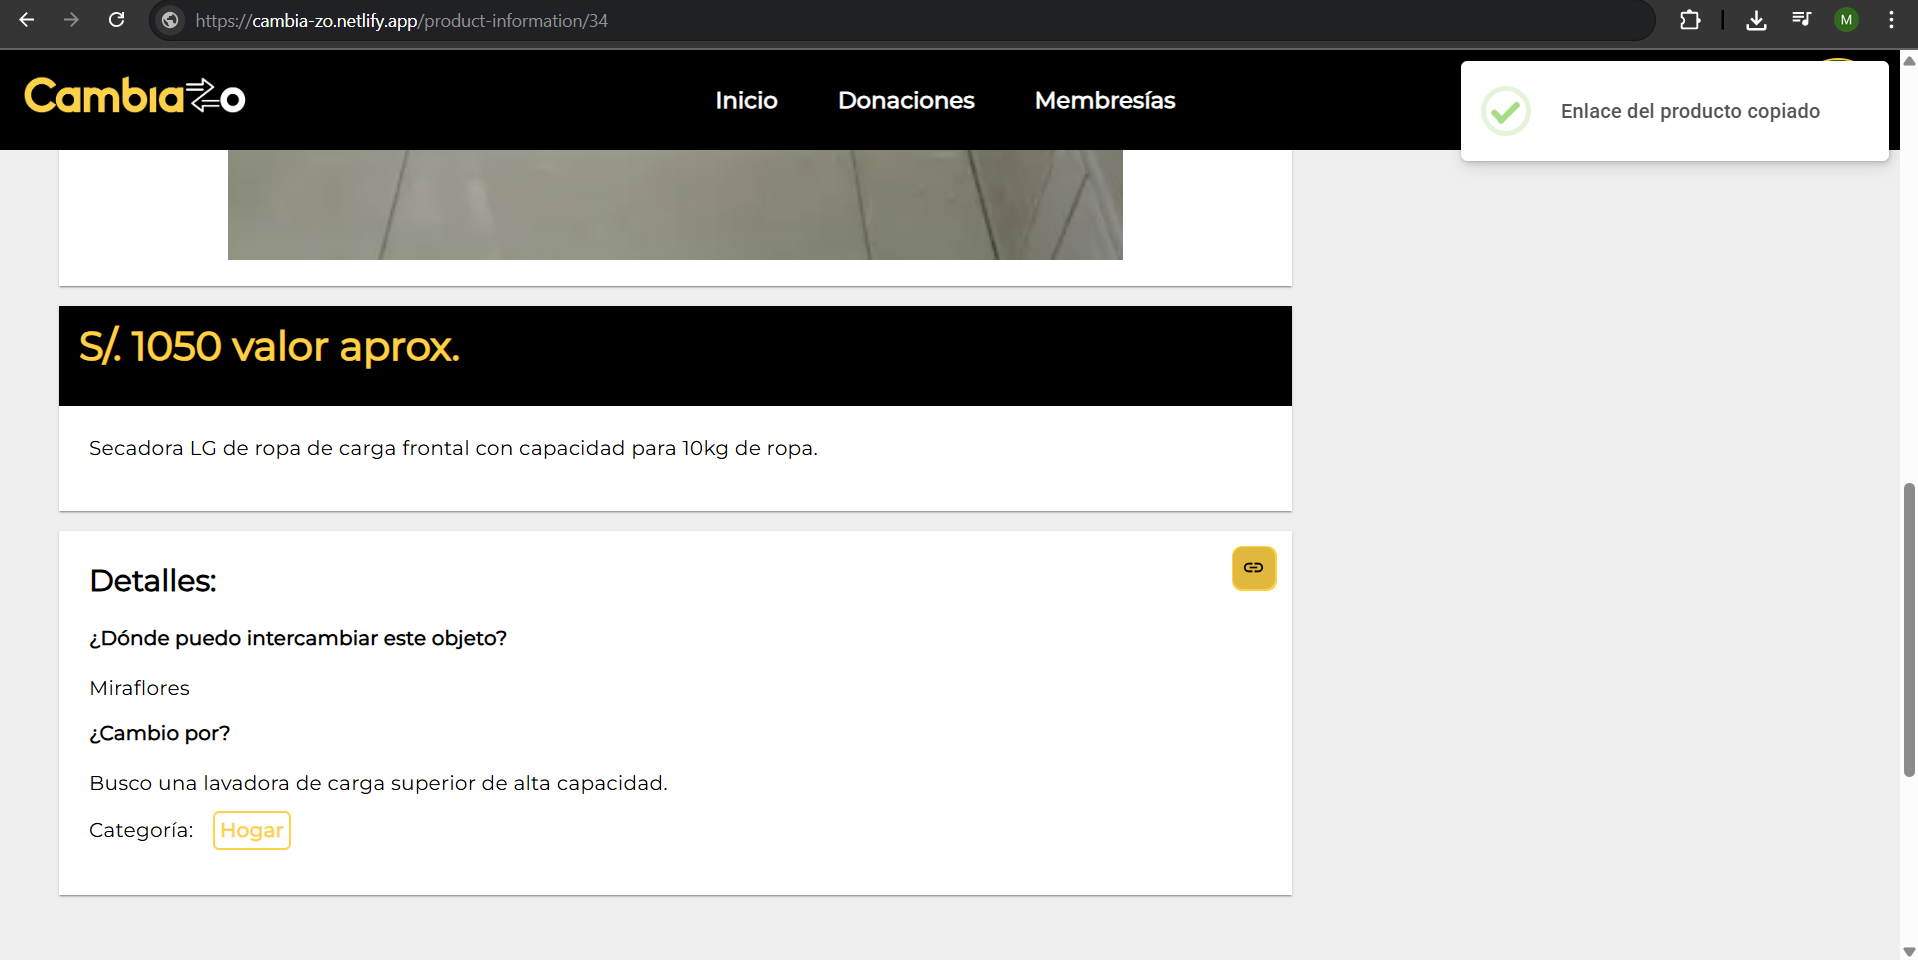 https://cambia-zo.netlify.app/product-information/34
M
Cambiazo
Inicio
Donaciones
Membresías
Enlace del producto copiado
S/. 1050 valor aprox.
Secadora LG de ropa de carga frontal con capacidad para 10kg de ropa.
Detalles:
¿Dónde puedo intercambiar este objeto?
Miraflores
¿Cambio por?
Busco una lavadora de carga superior de alta capacidad.
Categoría: Hogar